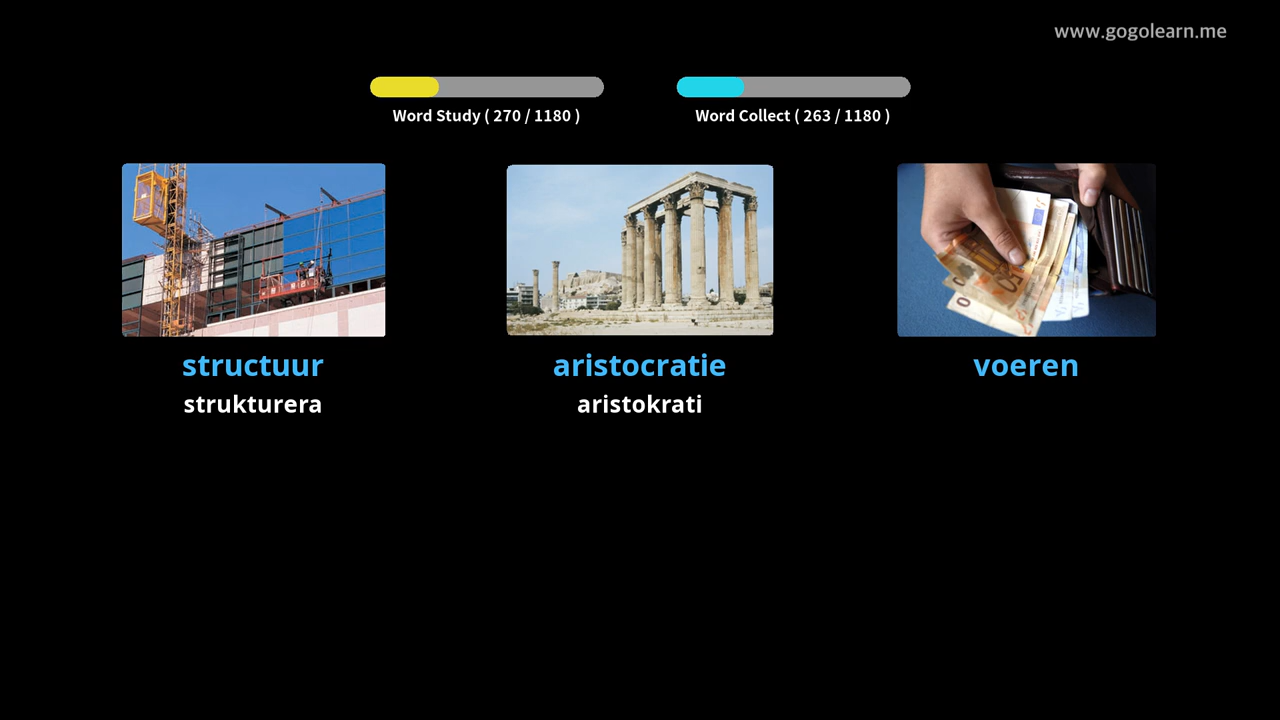 www.gogolearn.me
Word Study ( 270 / 1180 )
Word Collect ( 263 / 1180 )
structuur
aristocratie
voeren
strukturera
aristokrati